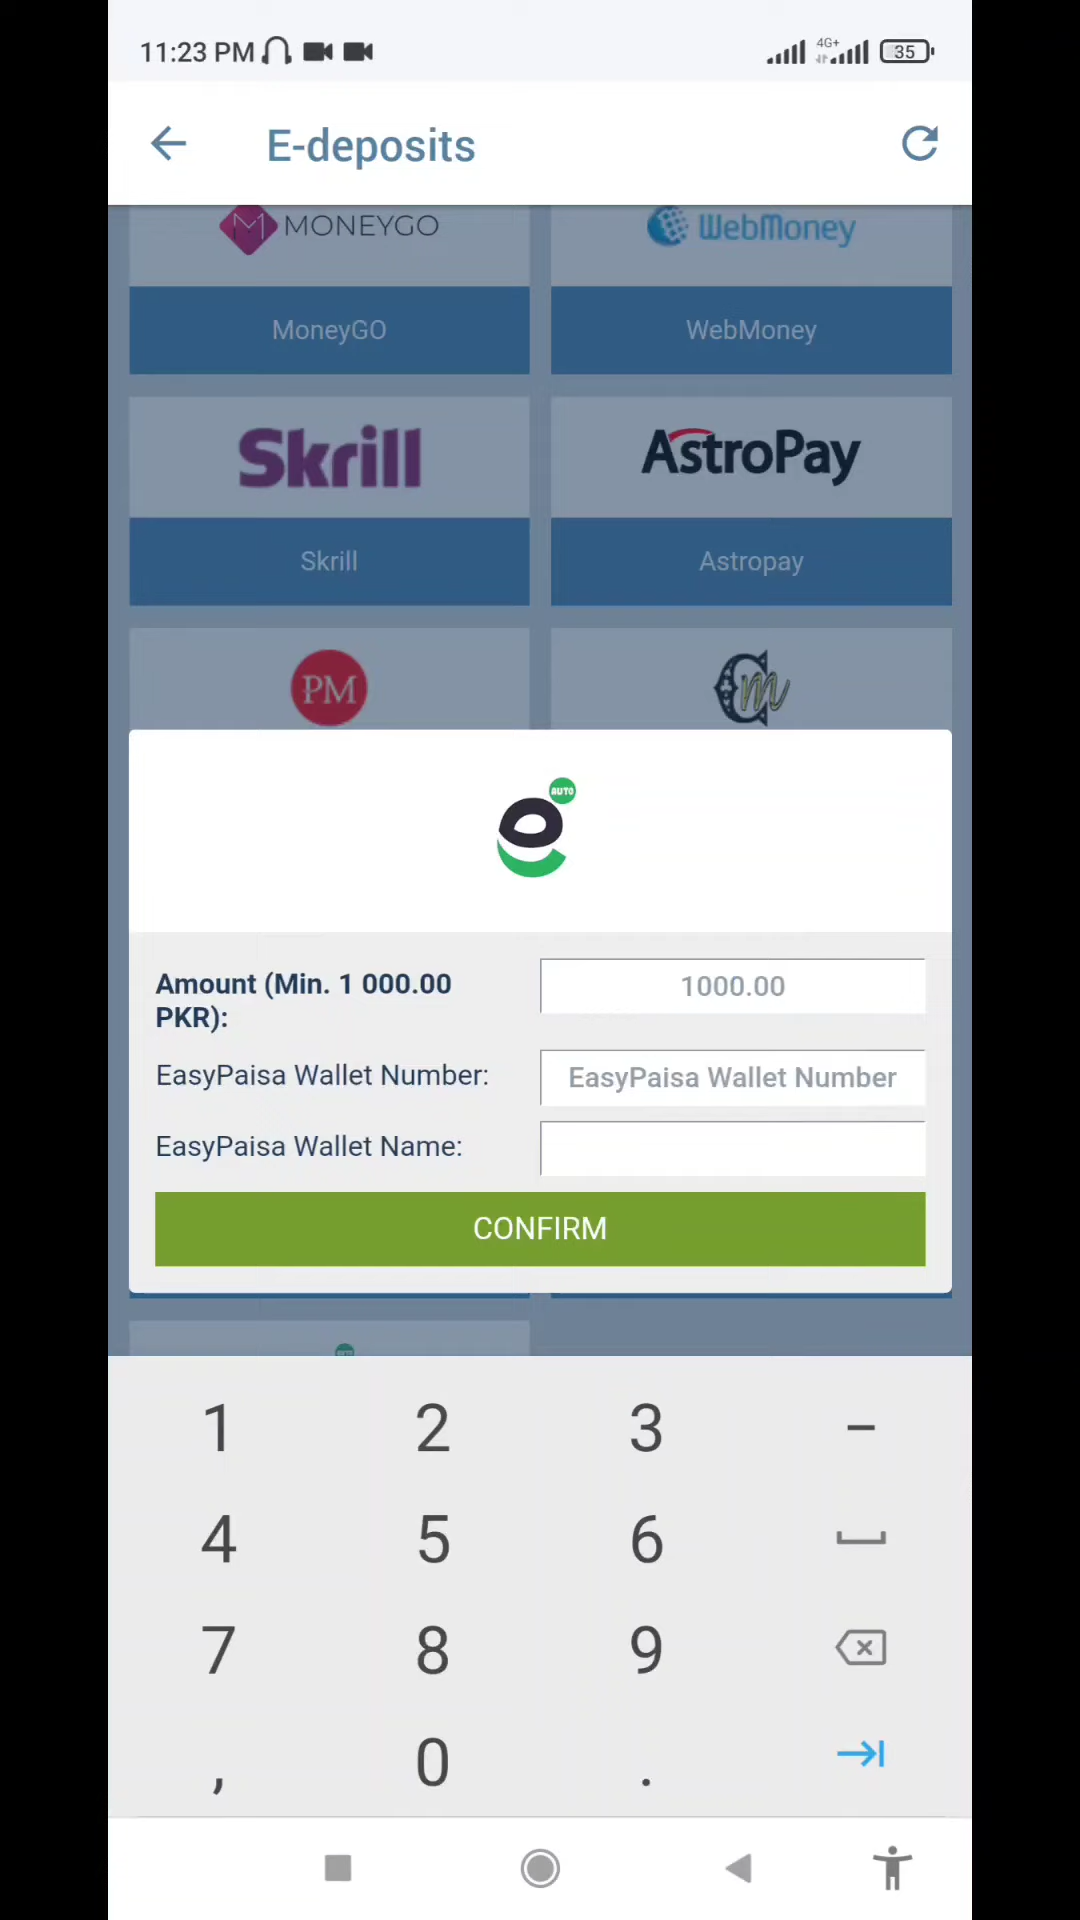 11:23 PM
4G+
35
E-deposits
MONEYGO
WebMoney
MoneyGO
WebMoney
Skrill
AstroPay
Skrill
Astropay
PM
Cm
AUTO
e
Amount (Min. 1 000.00
PKR):
1000.00
EasyPaisa Wallet Number:
EasyPaisa Wallet Number
EasyPaisa Wallet Name:
CONFIRM
1 2 3 -
4 5 6
7 8 9
, 0 .